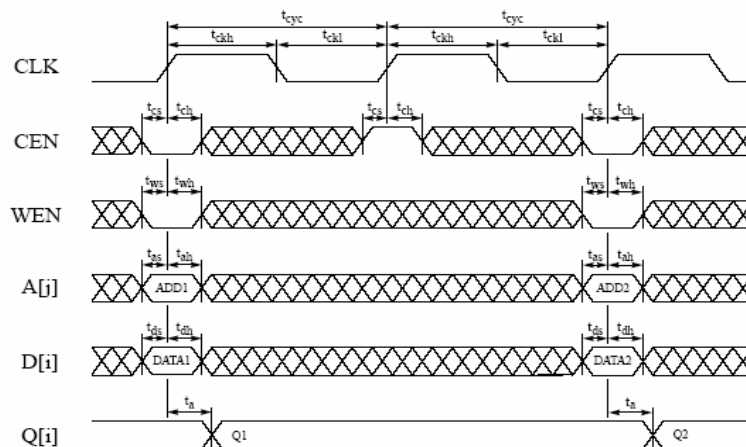 tcyc tcyc
tckh tckl tckh tckl
CLK
tcs tch tcs tch tcs tch
CEN
tws twh tws twh
WEN
tas tah tas tah
A[j] ADD1 ADD2
tds tdh tds tdh
D[i] DATA1 DATA2
ta ta
Q[i] Q1 Q2